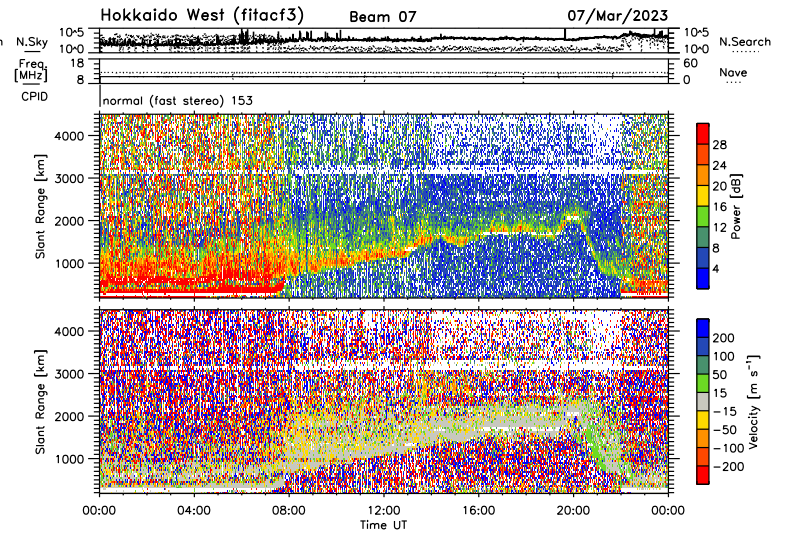 Hokkaido West (fitacf3) Beam 07 07/Mar/2023
N.Sky 10^5 10^5 N.Search
10^0 10^0
Freq. 18 60 Nave
[MHz] 8 0
CPID normal (fast stereo) 153
4000
3000
2000
1000
Slant Range [km]
28
24
20
16
12
8
4
Power [dB]
4000
3000
2000
1000
Slant Range [km]
200
100
50
15
-15
-50
-100
-200
Velocity [m s^-1]
00:00 04:00 08:00 12:00 16:00 20:00 00:00
Time UT